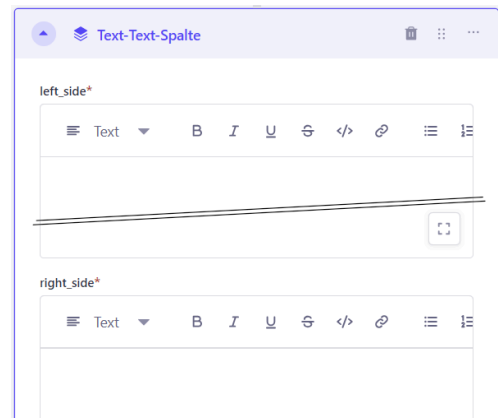 Text-Text-Spalte
left_side*
Text B I U S </>
right_side*
Text B I U S </>